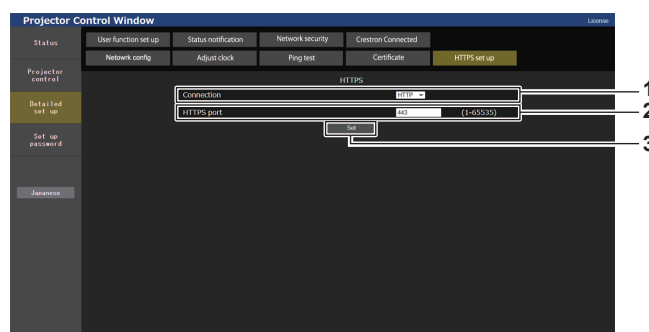 Projector Control Window
License
Status
User function set up
Status notification
Network security
Crestron Connected
Netowrk config
Adjust clock
Ping test
Certificate
HTTPS set up
Projector
control
HTTPS
Connection
HTTP
1
Detailed
set up
HTTPS port
443
(1-65535)
2
Set
3
Set up
password
Japanese